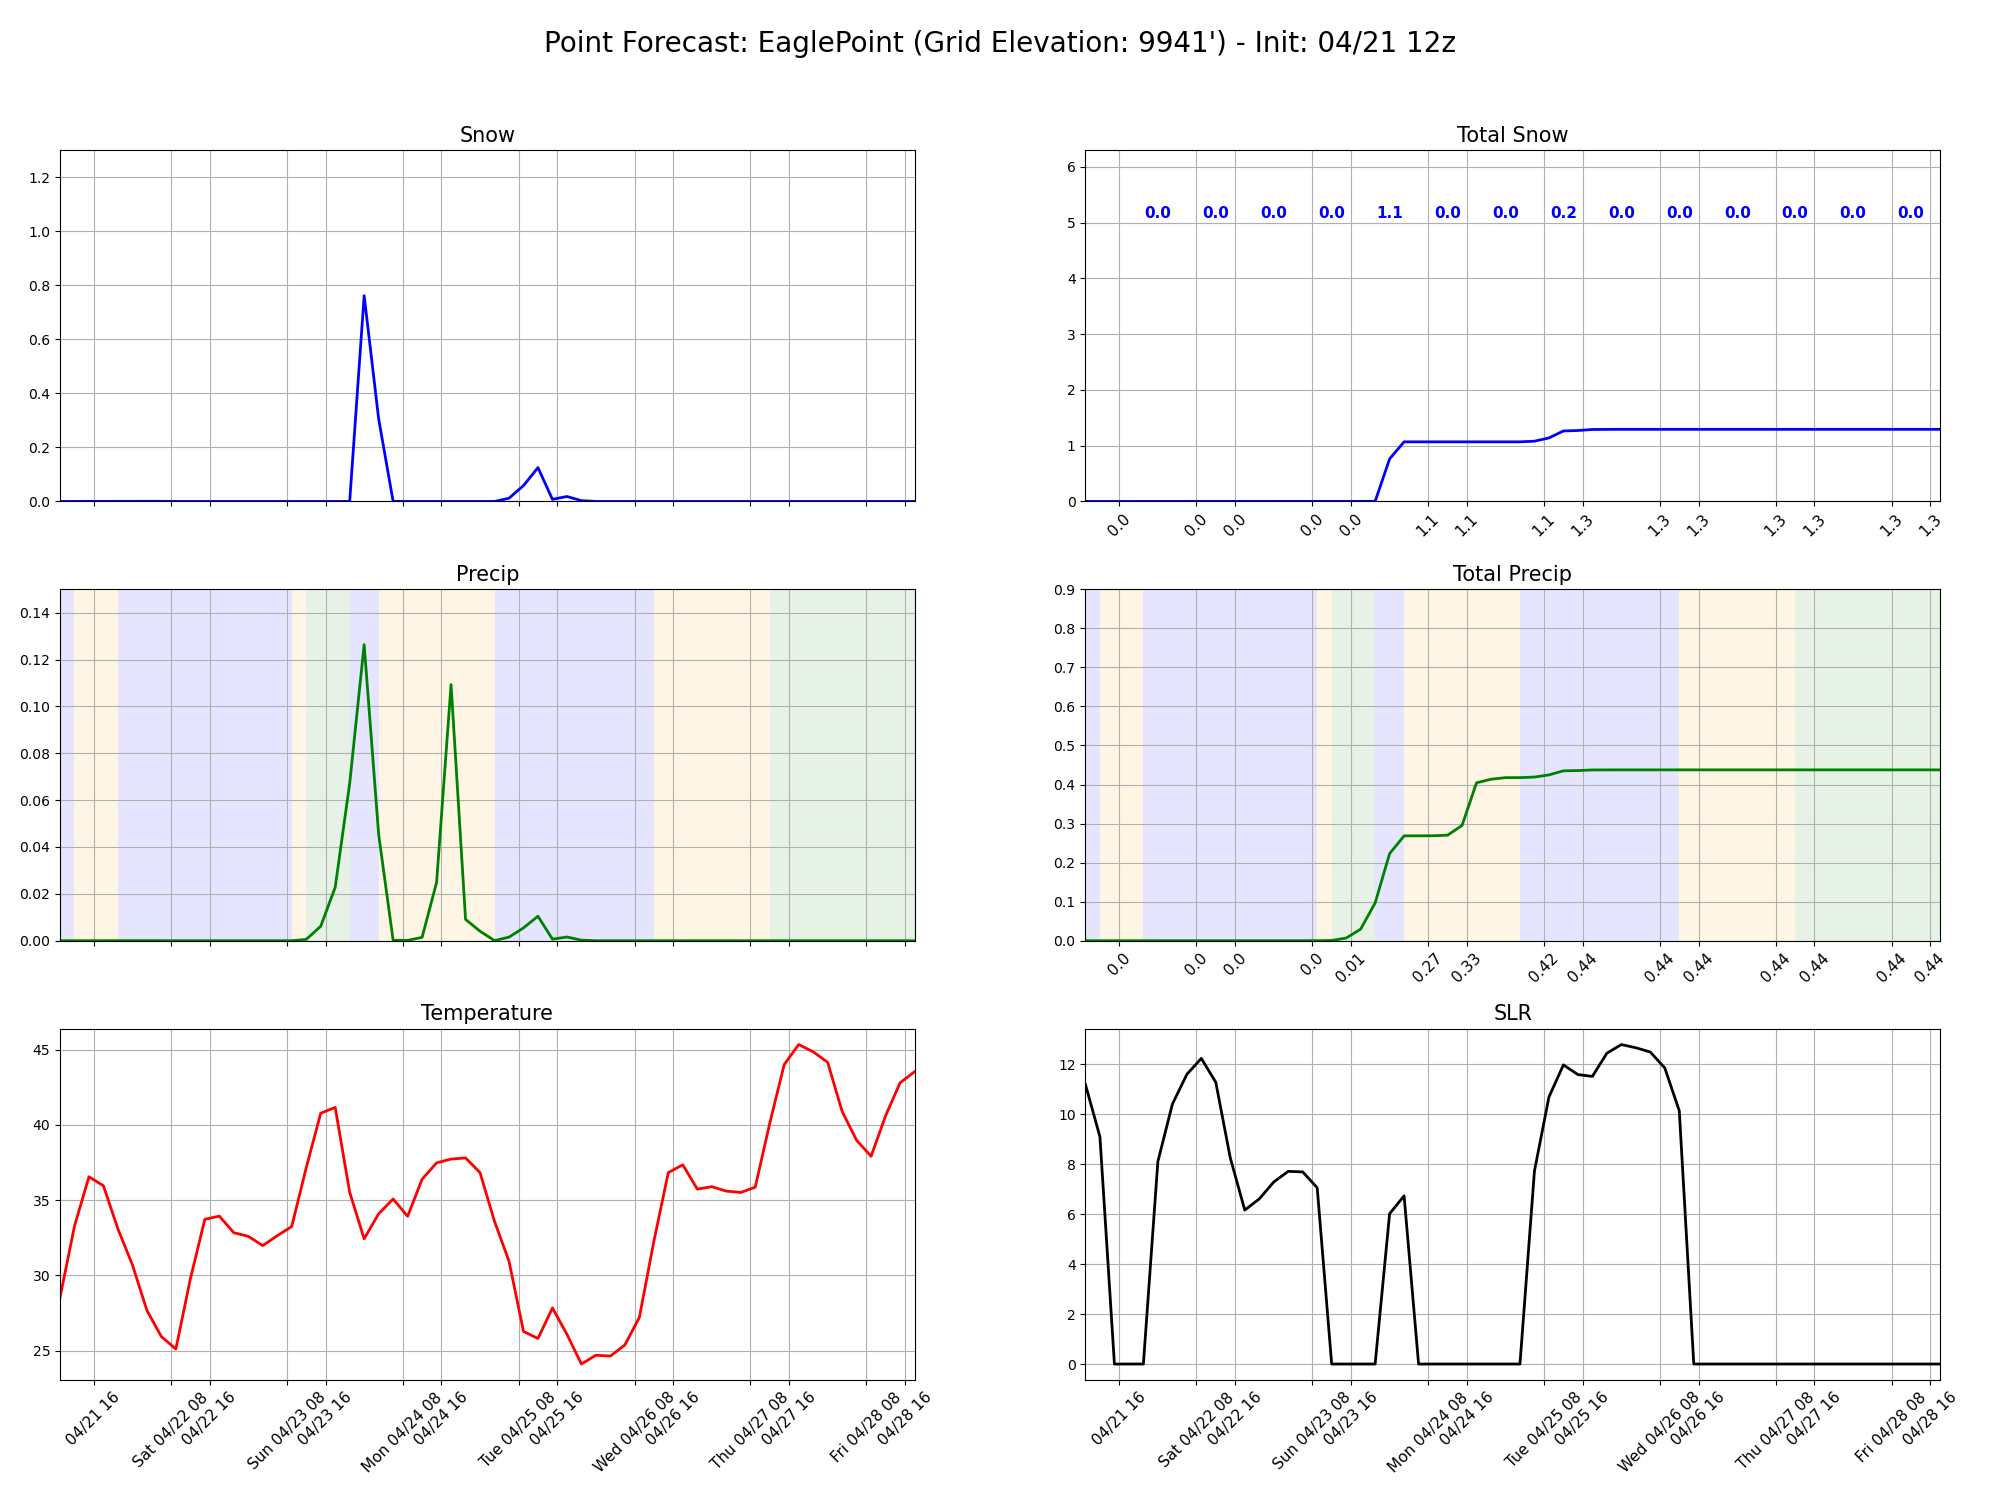 Point Forecast: EaglePoint (Grid Elevation: 9941') - Init: 04/21 12z
Snow
1.2
1.0
0.8
0.6
0.4
0.2
0.0
Total Snow
6
5
4
3
2
1
0
0.0 0.0 0.0 0.0 1.1 0.0 0.0 0.2 0.0 0.0 0.0 0.0 0.0 0.0
0.0 0.0 0.0 0.0 0.0 1.1 1.1 1.1 1.3 1.3 1.3 1.3 1.3 1.3 1.3
Precip
0.14
0.12
0.10
0.08
0.06
0.04
0.02
0.00
Total Precip
0.9
0.8
0.7
0.6
0.5
0.4
0.3
0.2
0.1
0.0
0.0 0.0 0.0 0.0 0.01 0.27 0.33 0.42 0.44 0.44 0.44 0.44 0.44 0.44 0.44
Temperature
45
40
35
30
25
04/21 16
Sat 04/22 08
04/22 16
Sun 04/23 08
04/23 16
Mon 04/24 08
04/24 16
Tue 04/25 08
04/25 16
Wed 04/26 08
04/26 16
Thu 04/27 08
04/27 16
Fri 04/28 08
04/28 16
SLR
12
10
8
6
4
2
0
04/21 16
Sat 04/22 08
04/22 16
Sun 04/23 08
04/23 16
Mon 04/24 08
04/24 16
Tue 04/25 08
04/25 16
Wed 04/26 08
04/26 16
Thu 04/27 08
04/27 16
Fri 04/28 08
04/28 16